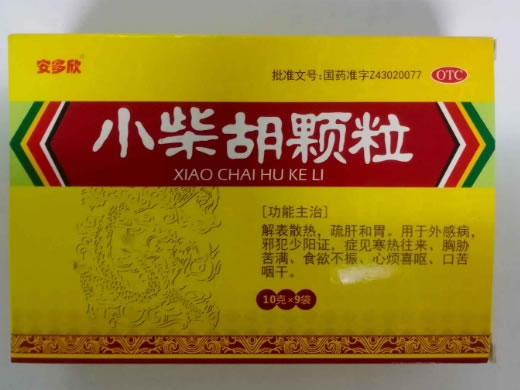 安多欣
批准文号:国药准字Z43020077
OTC
小柴胡颗粒
XIAO CHAI HU KE LI
[功能主治]
解表散热,疏肝和胃。用于外感病,
邪犯少阳证,症见寒热往来、胸胁
苦满、食欲不振、心烦喜呕、口苦
咽干。
10克×9袋